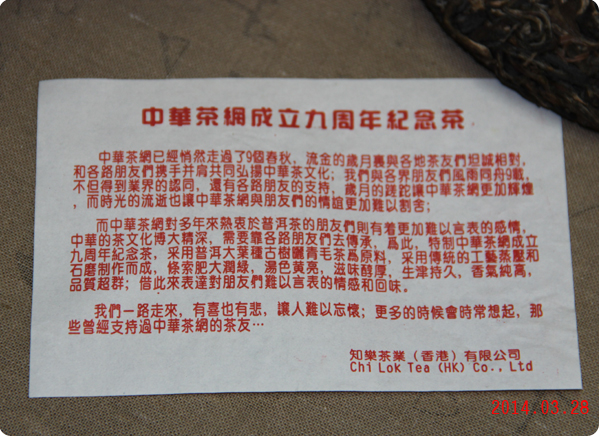 中華茶網成立九周年紀念茶
中華茶網已經悄然走過了9個春秋，流金的歲月裏與各地茶友們坦誠相對，
和各路朋友們携手并肩共同弘揚中華茶文化；我們與各界朋友們風雨同舟9載，
不但得到業界的認同，還有各路友的支持，歲月的蹉跎讓中華茶網更加輝煌
，而時光的流逝也讓中華茶網與朋友們的情誼更加難以割舍；
而中華茶網對多年來熱衷於普洱茶的朋友們則有着更加難以言表的感情，
中華的茶文化博大精深，需要靠各路朋友們去傳承，爲此，特制中華茶網成立
九周年紀念茶，采用普洱大葉種古樹曬青毛茶爲原料，采用傳統的工藝蒸壓和
石磨制作而成，條索肥大潤綠，湯色黃亮，滋味醇厚，生津持久，香氣純高，
品質超群；借此來表達對朋友們難以言表的情感和回味。
我們一路走來，有喜也有悲，讓人難以忘懷；更多的時候會時常想起，那
些曾經支持過中華茶網的茶友…
知樂茶業（香港）有限公司
Chi Lok Tea (HK) Co., Ltd
2014.03.28